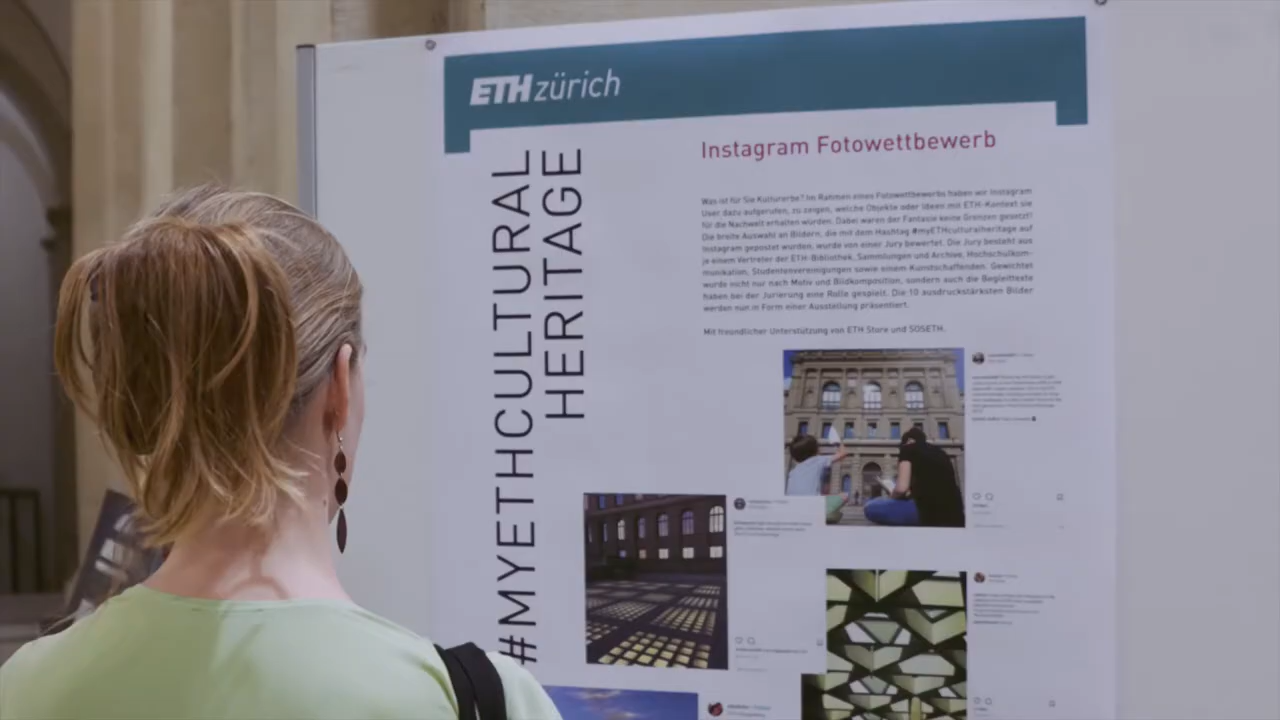 ETH zürich
#MYETHCULTURAL
HERITAGE
Instagram Fotowettbewerb
Was ist für Sie Kulturerbe? Im Rahmen eines Fotowettbewerbs haben wir Instagram
User dazu aufgerufen, zu zeigen, welche Objekte oder Ideen mit ETH-Kontext sie
für die Nachwelt erhalten würden. Dabei waren der Fantasie keine Grenzen gesetzt!
Die breite Auswahl an Bildern, die mit dem Hashtag #myETHculturalheritage auf
Instagram gepostet wurden, wurde von einer Jury bewertet. Die Jury besteht aus
je einem Vertreter der ETH-Bibliothek, Sammlungen und Archive, Hochschulkom-
munikation, Studentenvereinigungen sowie einem Kunstschaffenden. Gewichtet
wurde nicht nur nach Motiv und Bildkomposition, sondern auch die Begleittexte
haben bei der Jurierung eine Rolle gespielt. Die 10 ausdruckstärksten Bilder
werden nun in Form einer Ausstellung präsentiert.
Mit freundlicher Unterstützung von ETH Store und SOSETH.